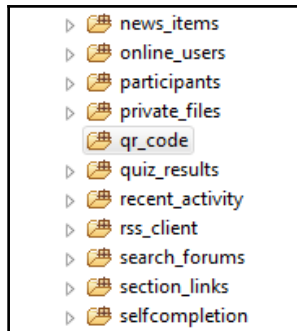 news_items
online_users
participants
private_files
qr_code
quiz_results
recent_activity
rss_client
search_forums
section_links
selfcompletion